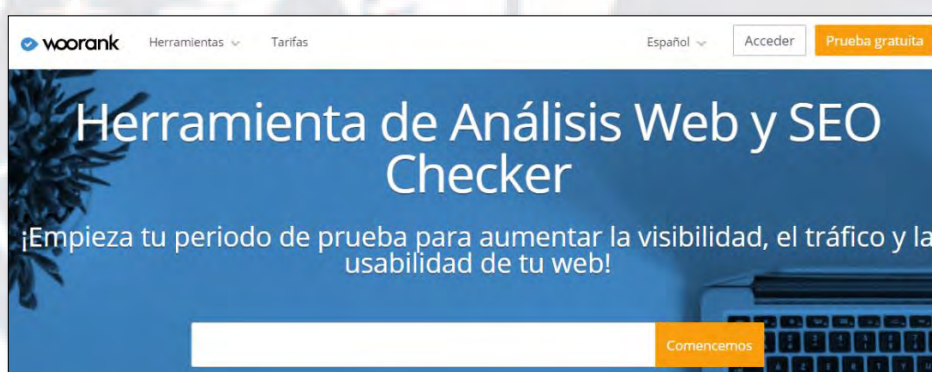 woorank Herramientas Tarifas Español Acceder Prueba gratuita
Herramienta de Análisis Web y SEO
Checker
¡Empieza tu periodo de prueba para aumentar la visibilidad, el tráfico y la
usabilidad de tu web!
Comencemos